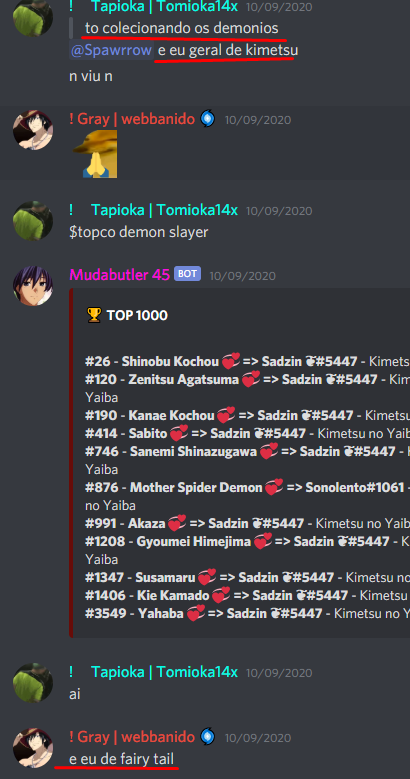 ! Tapioka | Tomioka14x 10/09/2020
to colecionando os demonios
@Spawrrow e eu geral de kimetsu
n viu n
! Gray | webbanido 10/09/2020
! Tapioka | Tomioka14x 10/09/2020
$topco demon slayer
Mudabutler 45 BOT 10/09/2020
🏆 TOP 1000
#26 - Shinobu Kochou 💞 => Sadzin ❦#5447 - Kimets
#120 - Zenitsu Agatsuma 💞 => Sadzin ❦#5447 - Kim
Yaiba
#190 - Kanae Kochou 💞 => Sadzin ❦#5447 - Kimetsu
#414 - Sabito 💞 => Sadzin ❦#5447 - Kimetsu no Yaib
#746 - Sanemi Shinazugawa 💞 => Sadzin ❦#5447 - K
Yaiba
#876 - Mother Spider Demon 💞 => Sonolento#1061 -
no Yaiba
#991 - Akaza 💞 => Sadzin ❦#5447 - Kimetsu no Yaib
#1208 - Gyoumei Himejima 💞 => Sadzin ❦#5447 - Ki
Yaiba
#1347 - Susamaru 💞 => Sadzin ❦#5447 - Kimetsu no
#1406 - Kie Kamado 💞 => Sadzin ❦#5447 - Kimetsu
#3549 - Yahaba 💞 => Sadzin ❦#5447 - Kimetsu no Y
! Tapioka | Tomioka14x 10/09/2020
ai
! Gray | webbanido 10/09/2020
e eu de fairy tail